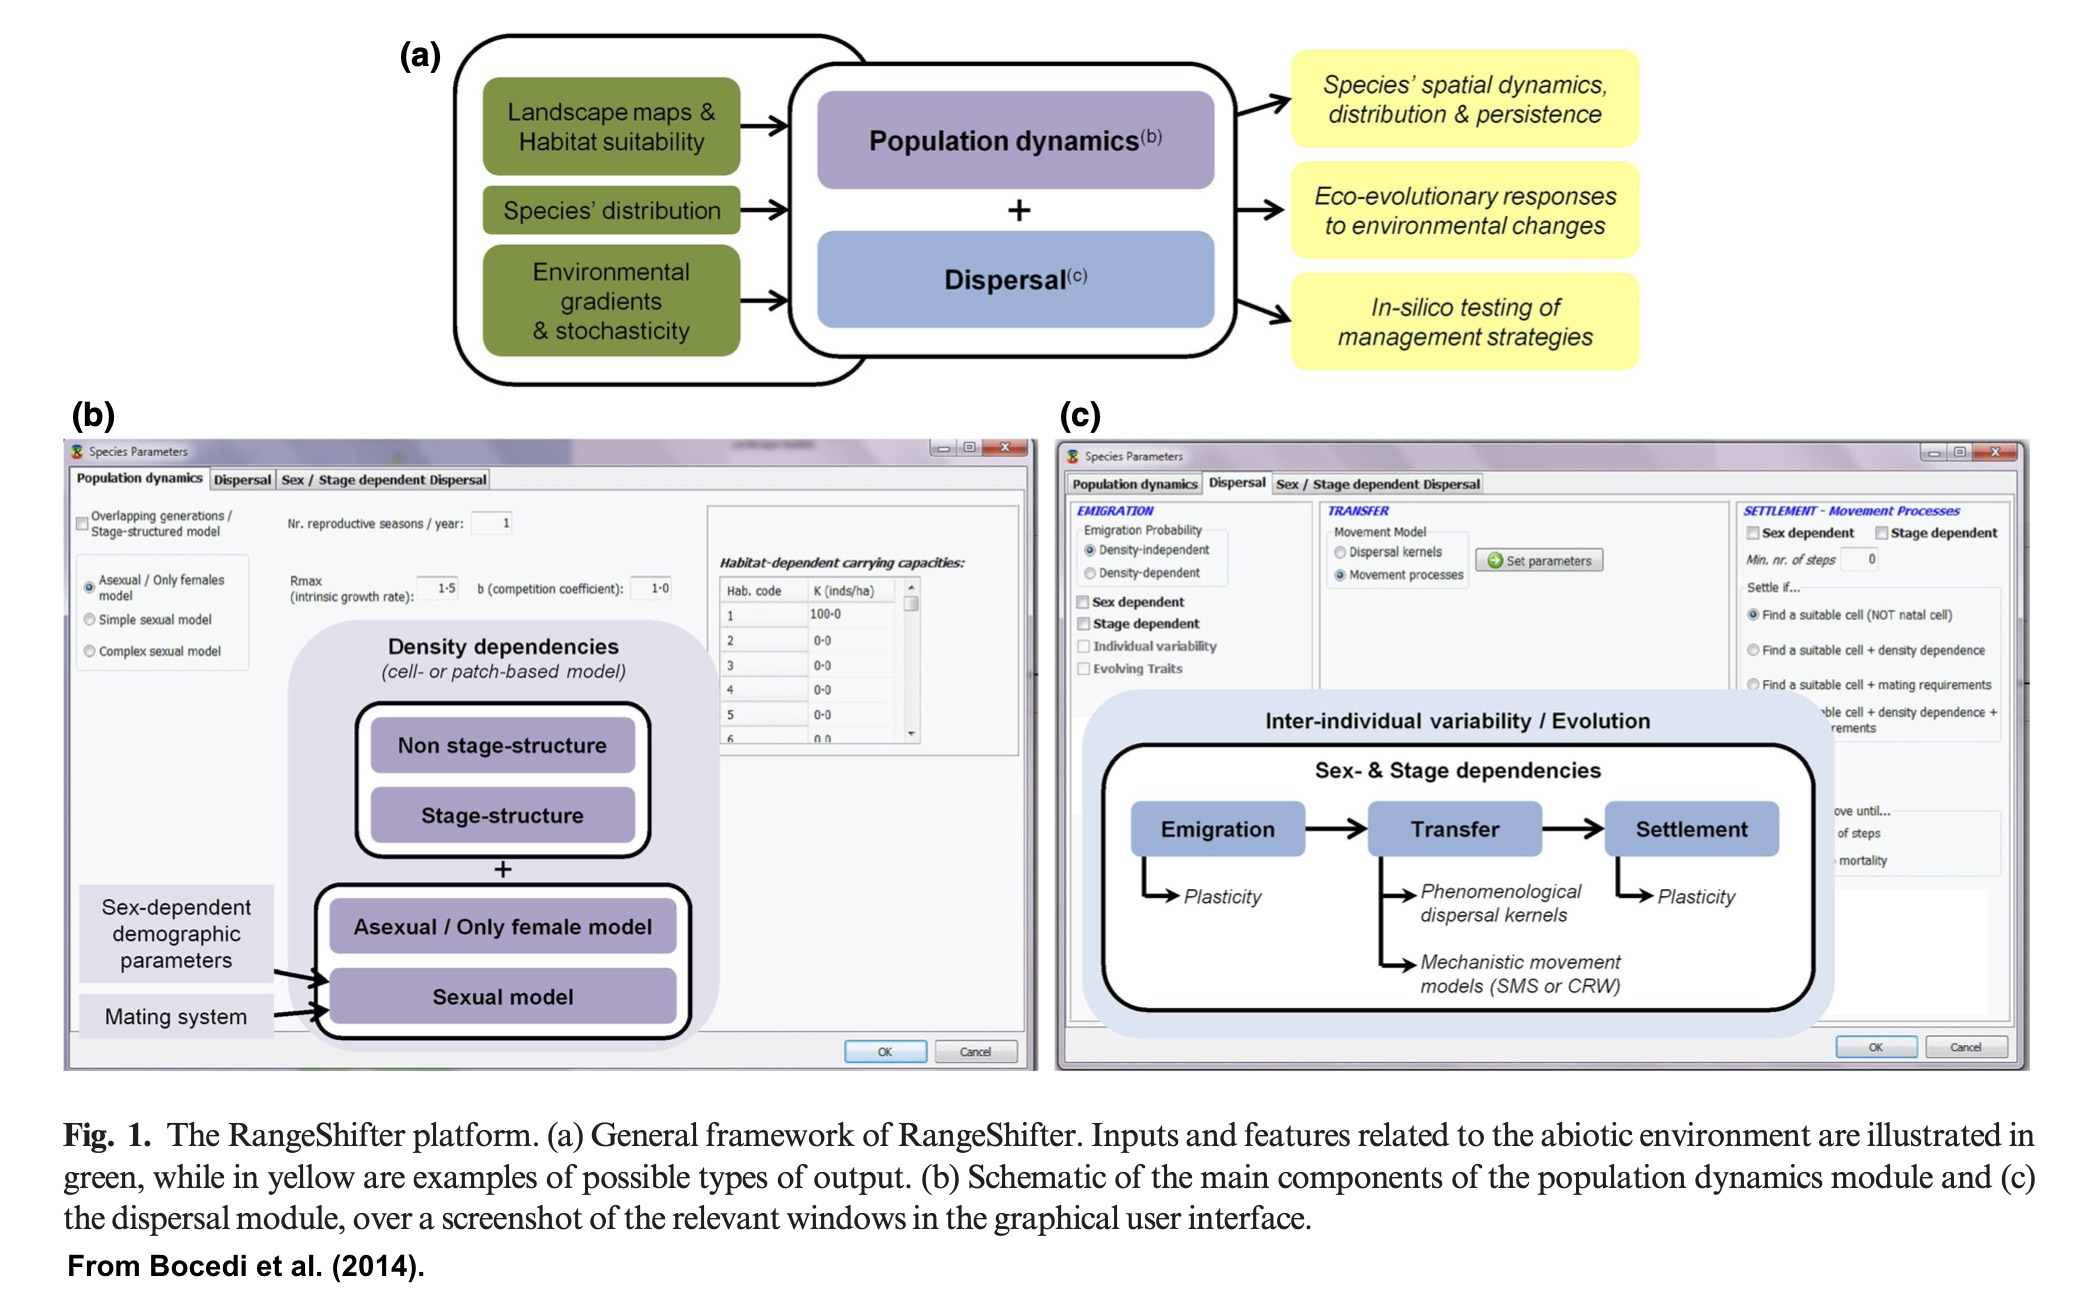 (a)
Landscape maps &
Habitat suitability
Species' distribution
Environmental
gradients
& stochasticity
Population dynamics(b)
+
Dispersal(c)
Species' spatial dynamics,
distribution & persistence
Eco-evolutionary responses
to environmental changes
In-silico testing of
management strategies
(b)
Species Parameters
Population dynamics Dispersal Sex / Stage dependent Dispersal
Overlapping generations /
Stage-structured model
Nr. reproductive seasons / year: 1
Asexual / Only females
model
Simple sexual model
Complex sexual model
Rmax
(intrinsic growth rate): 1·5 b (competition coefficient): 1·0
Habitat-dependent carrying capacities:
Hab. code K (inds/ha)
1 100·0
2 0·0
3 0·0
4 0·0
5 0·0
6 0·0
Density dependencies
(cell- or patch-based model)
Non stage-structure
Stage-structure
+
Asexual / Only female model
Sexual model
Sex-dependent
demographic
parameters
Mating system
OK Cancel
(c)
Species Parameters
Population dynamics Dispersal Sex / Stage dependent Dispersal
EMIGRATION
Emigration Probability
Density-independent
Density-dependent
Sex dependent
Stage dependent
Individual variability
Evolving Traits
TRANSFER
Movement Model
Dispersal kernels
Movement processes
Set parameters
SETTLEMENT - Movement Processes
Sex dependent Stage dependent
Min. nr. of steps 0
Settle if...
Find a suitable cell (NOT natal cell)
Find a suitable cell + density dependence
Find a suitable cell + mating requirements
ble cell + density dependence +
rements
ove until...
of steps
mortality
Inter-individual variability / Evolution
Sex- & Stage dependencies
Emigration
Transfer
Settlement
Plasticity
Phenomenological
dispersal kernels
Mechanistic movement
models (SMS or CRW)
Plasticity
OK Cancel
Fig. 1. The RangeShifter platform. (a) General framework of RangeShifter. Inputs and features related to the abiotic environment are illustrated in
green, while in yellow are examples of possible types of output. (b) Schematic of the main components of the population dynamics module and (c)
the dispersal module, over a screenshot of the relevant windows in the graphical user interface.
From Bocedi et al. (2014).